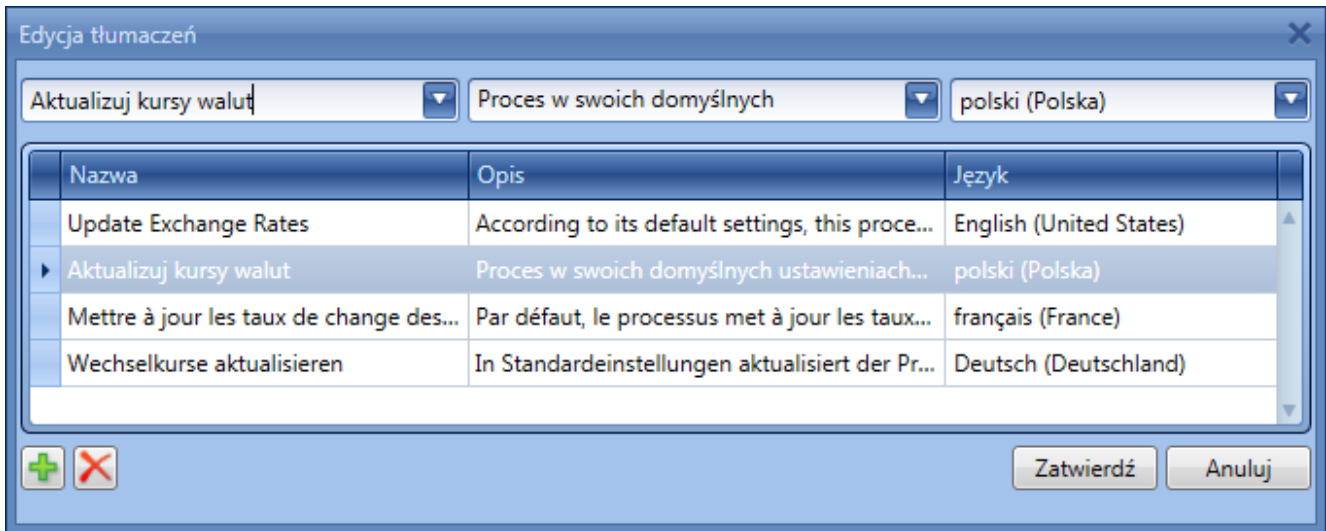 Edycja tłumaczeń
Aktualizuj kursy walut Proces w swoich domyślnych polski (Polska)
Nazwa Opis Język
Update Exchange Rates According to its default settings, this proce... English (United States)
Aktualizuj kursy walut Proces w swoich domyślnych ustawieniach... polski (Polska)
Mettre à jour les taux de change des... Par défaut, le processus met à jour les taux... français (France)
Wechselkurse aktualisieren In Standardeinstellungen aktualisiert der Pr... Deutsch (Deutschland)
Zatwierdź Anuluj